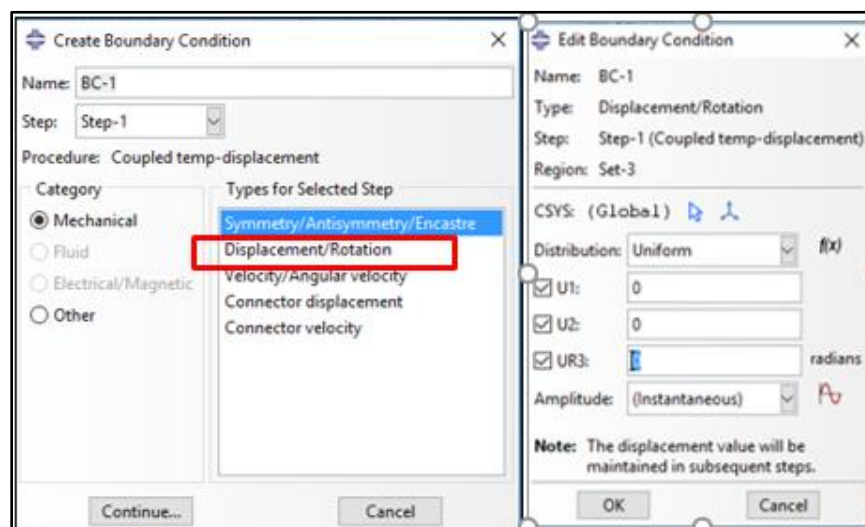 Create Boundary Condition
Name: BC-1
Step: Step-1
Procedure: Coupled temp-displacement
Category
Mechanical
Fluid
Electrical/Magnetic
Other
Types for Selected Step
Symmetry/Antisymmetry/Encastre
Displacement/Rotation
Velocity/Angular velocity
Connector displacement
Connector velocity
Continue...
Cancel
Edit Boundary Condition
Name: BC-1
Type: Displacement/Rotation
Step: Step-1 (Coupled temp-displacement)
Region: Set-3
CSYS: (Global)
Distribution: Uniform f(x)
U1: 0
U2: 0
UR3: 0 radians
Amplitude: (Instantaneous)
Note: The displacement value will be
maintained in subsequent steps.
OK
Cancel